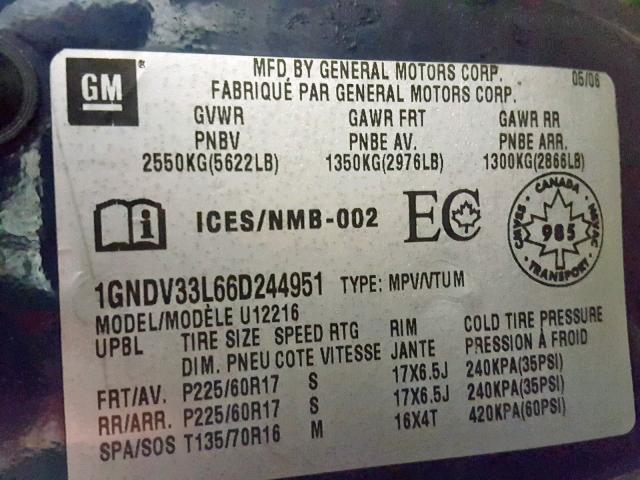 GM
MFD BY GENERAL MOTORS CORP.
05/06
FABRIQUÉ PAR GENERAL MOTORS CORP.
GVWR GAWR FRT GAWR RR
PNBV PNBE AV. PNBE ARR.
2550KG(5622LB) 1350KG(2976LB) 1300KG(2866LB)
i ICES/NMB-002 EC
CANADA
985
TRANSPORT
1GNDV33L66D244951 TYPE: MPV/VTUM
MODEL/MODÈLE U12216
UPBL TIRE SIZE SPEED RTG RIM COLD TIRE PRESSURE
DIM. PNEU COTE VITESSE JANTE PRESSION À FROID
FRT/AV. P225/60R17 S 17X6.5J 240KPA(35PSI)
RR/ARR. P225/60R17 S 17X6.5J 240KPA(35PSI)
SPA/SOS T135/70R16 M 16X4T 420KPA(60PSI)